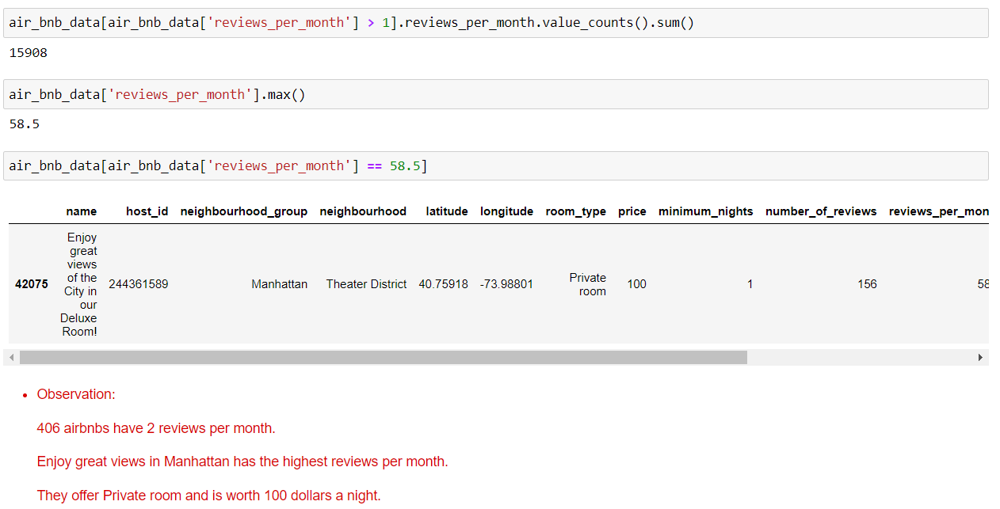 air_bnb_data[air_bnb_data['reviews_per_month'] > 1].reviews_per_month.value_counts().sum()
15908
air_bnb_data['reviews_per_month'].max()
58.5
air_bnb_data[air_bnb_data['reviews_per_month'] == 58.5]
name host_id neighbourhood_group neighbourhood latitude longitude room_type price minimum_nights number_of_reviews reviews_per_mon
Enjoy
great
views
of the
City in
our
Deluxe
Room!
42075 244361589 Manhattan Theater District 40.75918 -73.98801 Private room 100 1 156 58
• Observation:
406 airbnbs have 2 reviews per month.
Enjoy great views in Manhattan has the highest reviews per month.
They offer Private room and is worth 100 dollars a night.